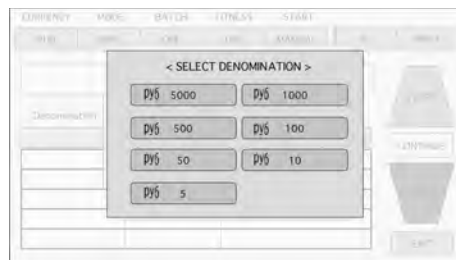 CURRENCY MODE BATCH FITNESS START
< SELECT DENOMINATION >
руб 5000 руб 1000
Denomination
руб 500 руб 100
CONTINUE
руб 50 руб 10
руб 5
EXIT